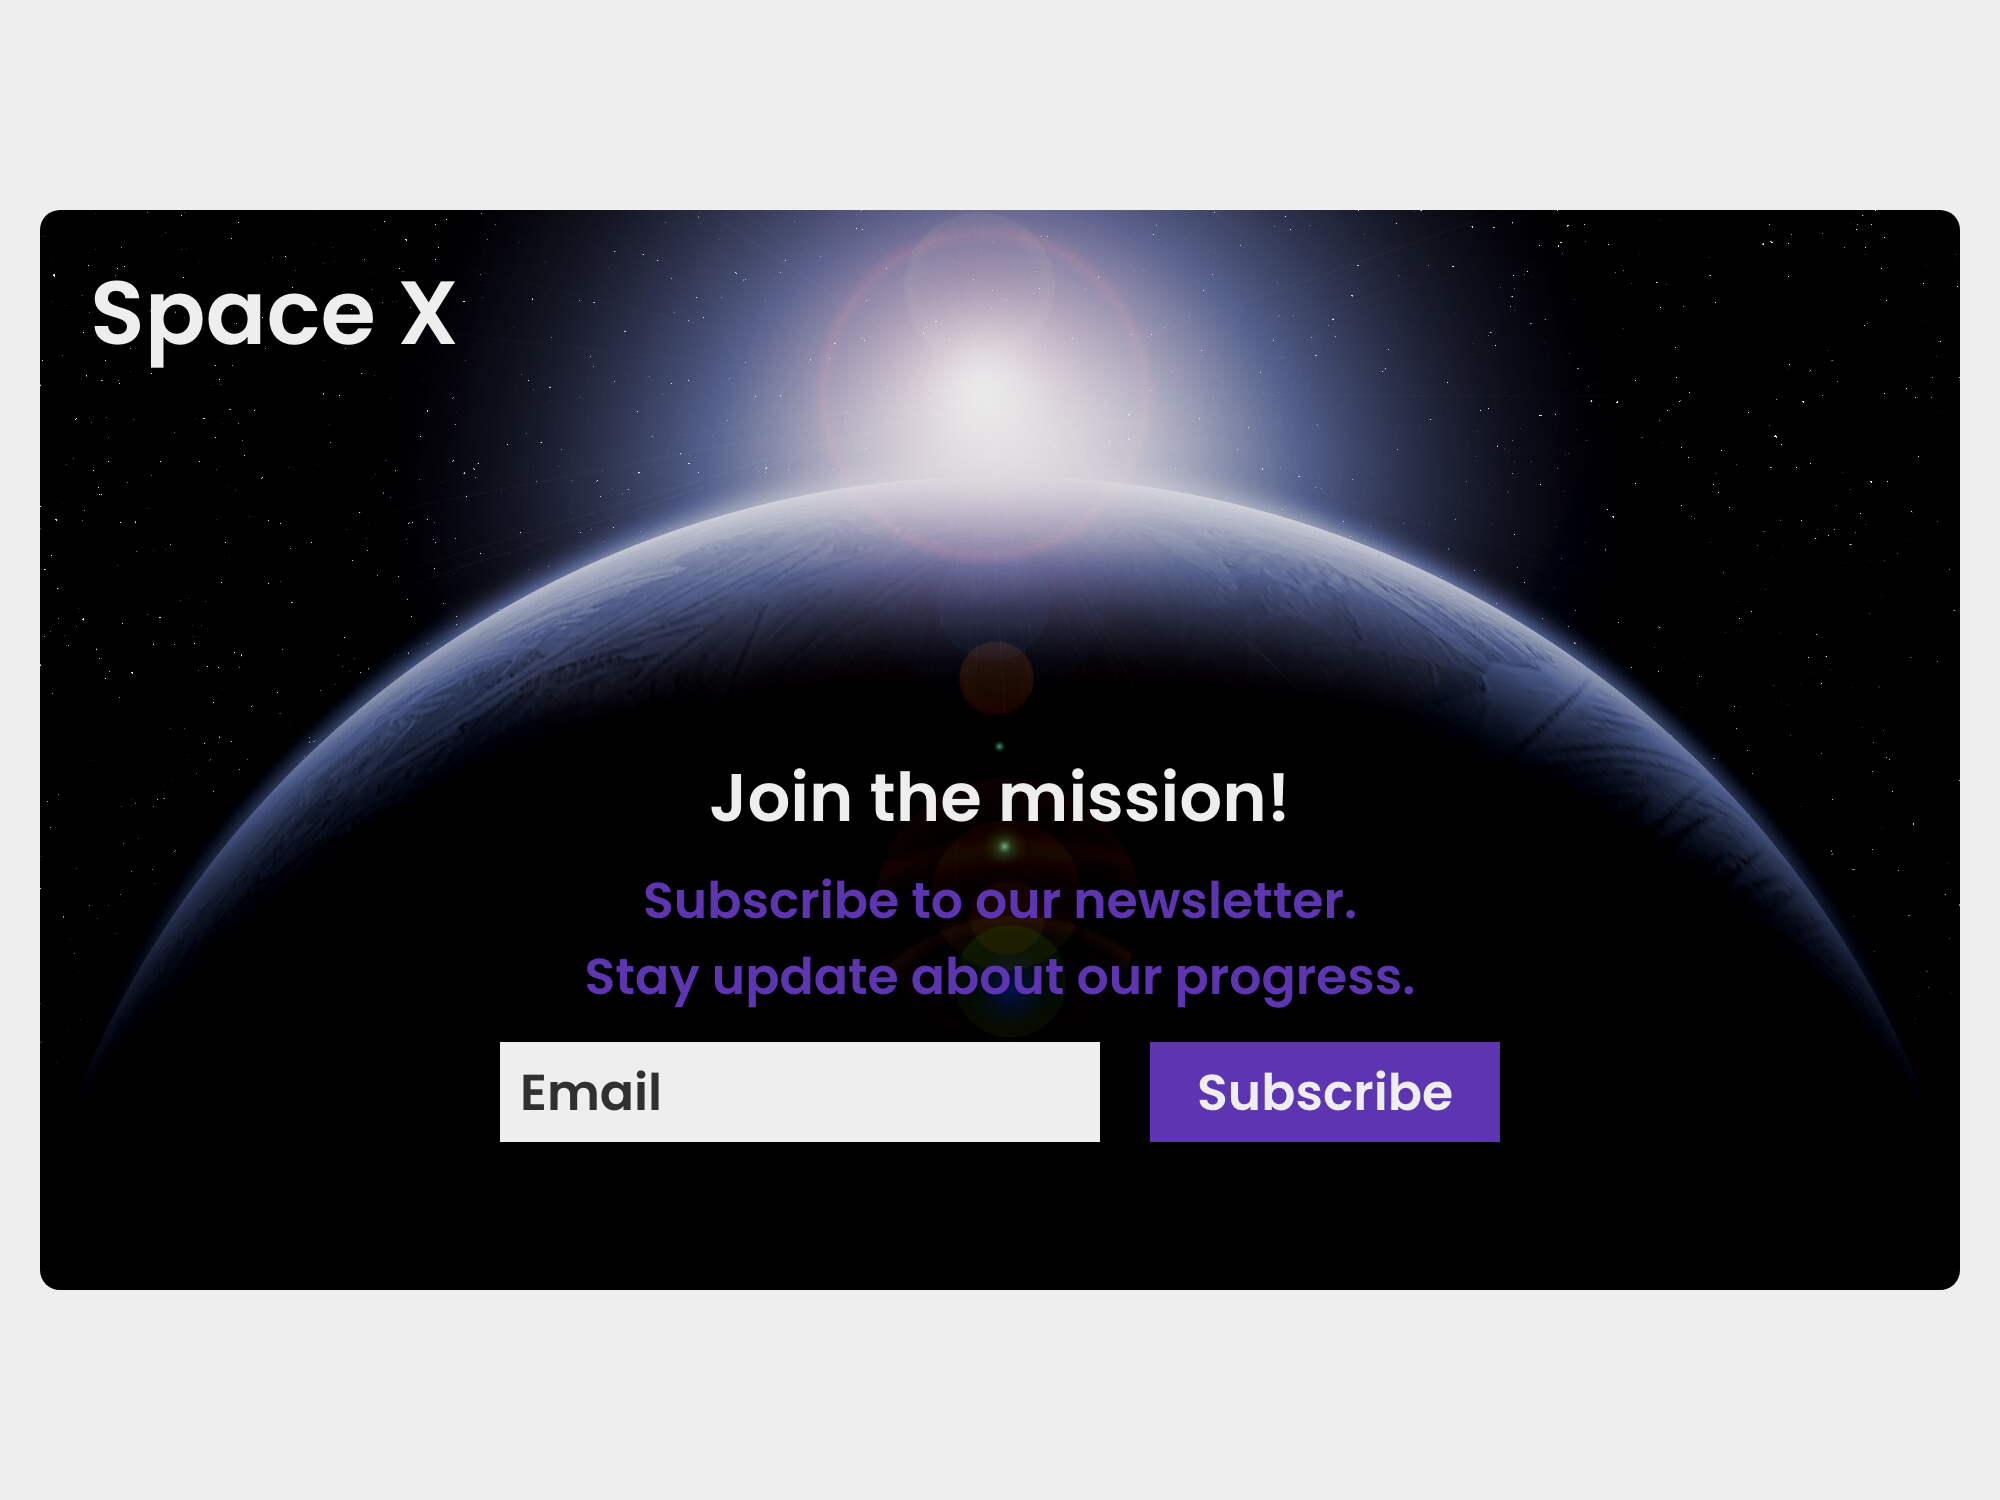 Space X
Join the mission!
Subscribe to our newsletter.
Stay update about our progress.
Email
Subscribe